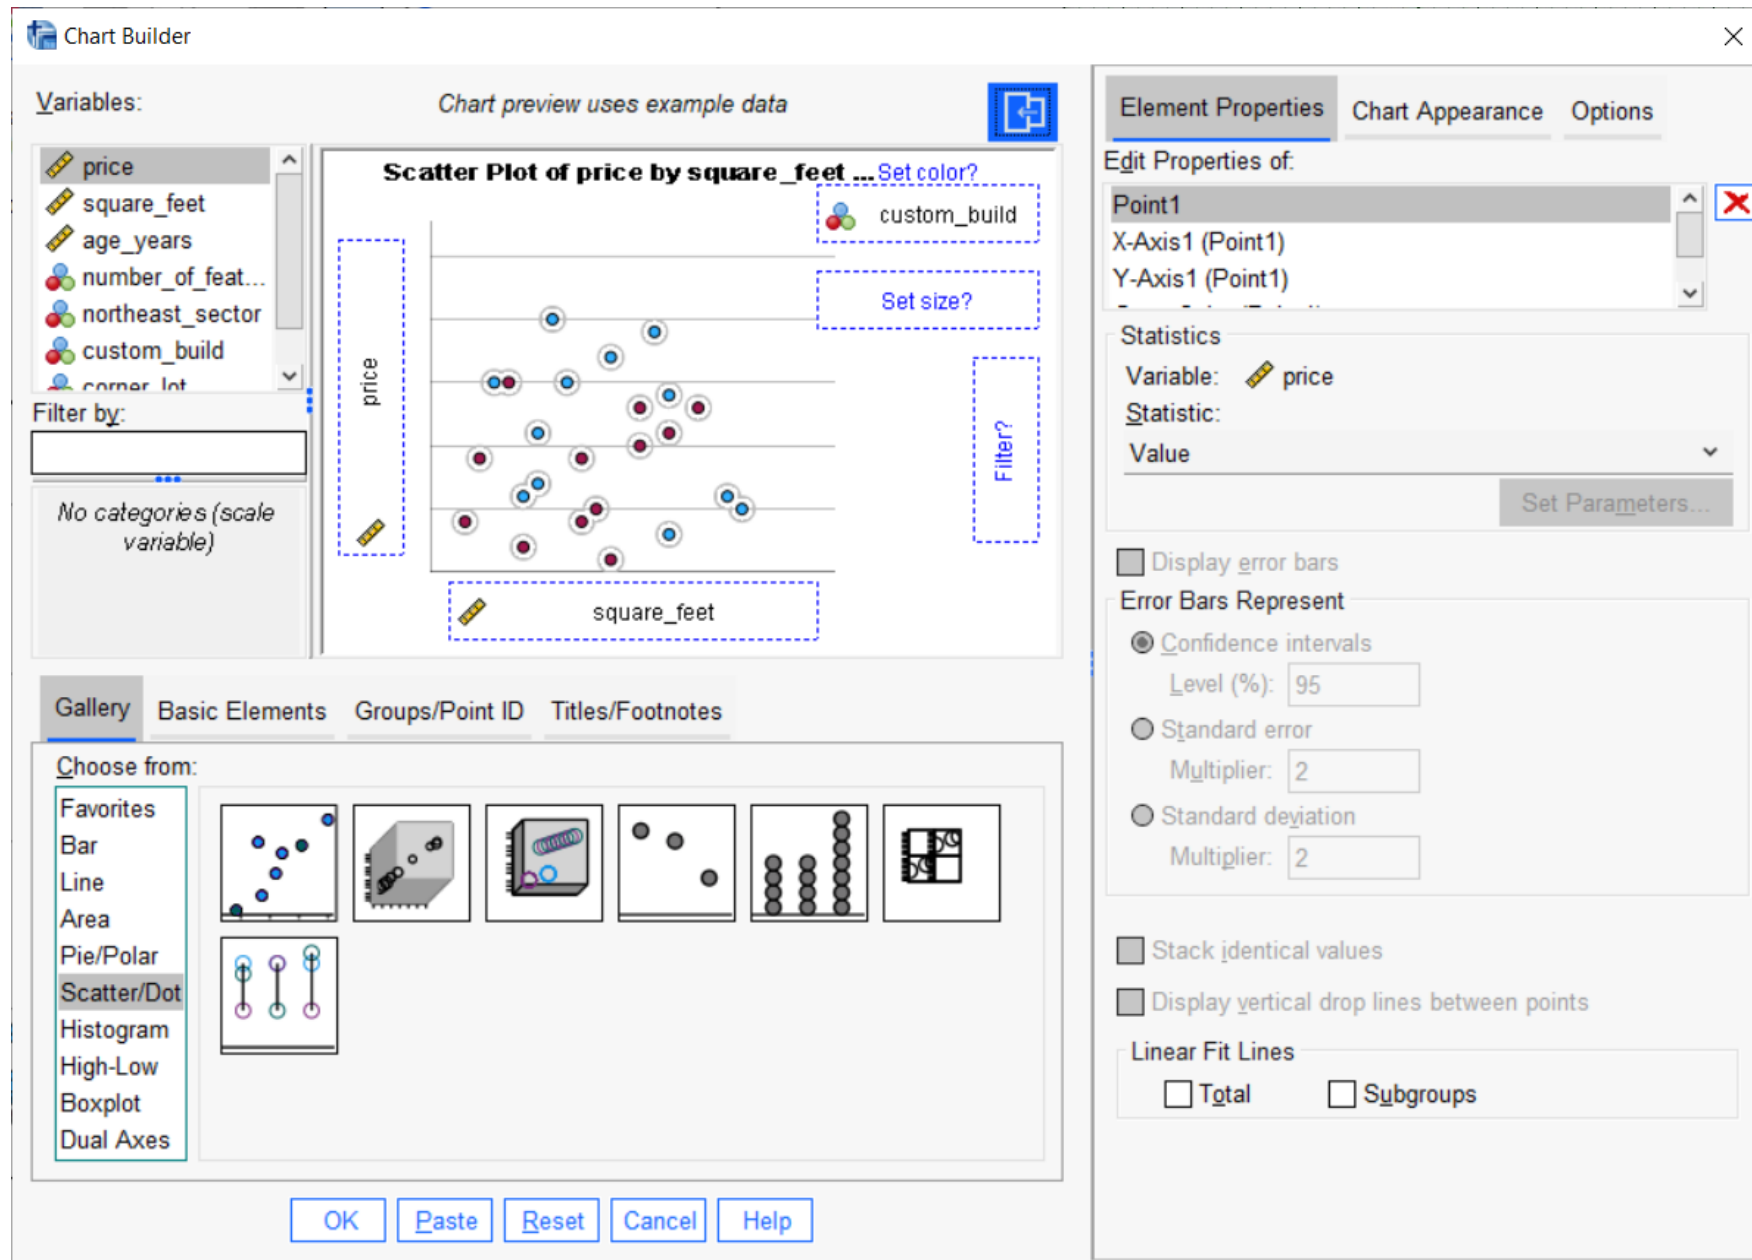 Chart Builder
Variables:
Chart preview uses example data
price
square_feet
age_years
number_of_feat...
northeast_sector
custom_build
corner_lot
Filter by:
No categories (scale
variable)
Scatter Plot of price by square_feet ...
Set color?
custom_build
Set size?
Filter?
price
square_feet
Gallery
Basic Elements
Groups/Point ID
Titles/Footnotes
Choose from:
Favorites
Bar
Line
Area
Pie/Polar
Scatter/Dot
Histogram
High-Low
Boxplot
Dual Axes
OK
Paste
Reset
Cancel
Help
Element Properties
Chart Appearance
Options
Edit Properties of:
Point1
X-Axis1 (Point1)
Y-Axis1 (Point1)
Statistics
Variable: price
Statistic:
Value
Set Parameters...
Display error bars
Error Bars Represent
Confidence intervals
Level (%): 95
Standard error
Multiplier: 2
Standard deviation
Multiplier: 2
Stack identical values
Display vertical drop lines between points
Linear Fit Lines
Total
Subgroups